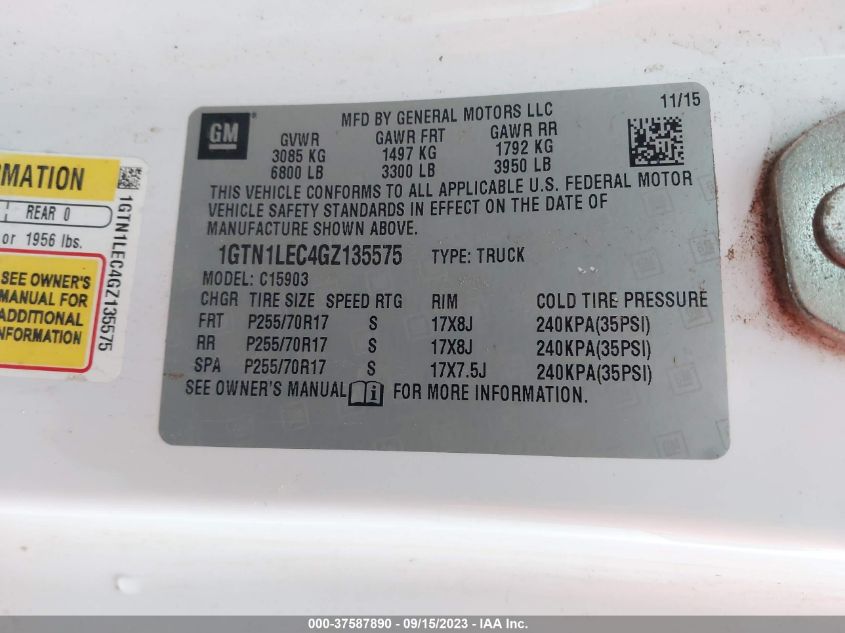 MFD BY GENERAL MOTORS LLC 11/15
GM
GVWR GAWR FRT GAWR RR
3085 KG 1497 KG 1792 KG
6800 LB 3300 LB 3950 LB
THIS VEHICLE CONFORMS TO ALL APPLICABLE U.S. FEDERAL MOTOR
VEHICLE SAFETY STANDARDS IN EFFECT ON THE DATE OF
MANUFACTURE SHOWN ABOVE.
1GTN1LEC4GZ135575 TYPE: TRUCK
MODEL: C15903
CHGR TIRE SIZE SPEED RTG RIM COLD TIRE PRESSURE
FRT P255/70R17 S 17X8J 240KPA(35PSI)
RR P255/70R17 S 17X8J 240KPA(35PSI)
SPA P255/70R17 S 17X7.5J 240KPA(35PSI)
SEE OWNER'S MANUAL i FOR MORE INFORMATION.
MATION
REAR 0
or 1956 lbs.
SEE OWNER'S
MANUAL FOR
ADDITIONAL
INFORMATION
1GTN1LEC4GZ135575
000-37587890 - 09/15/2023 - IAA Inc.